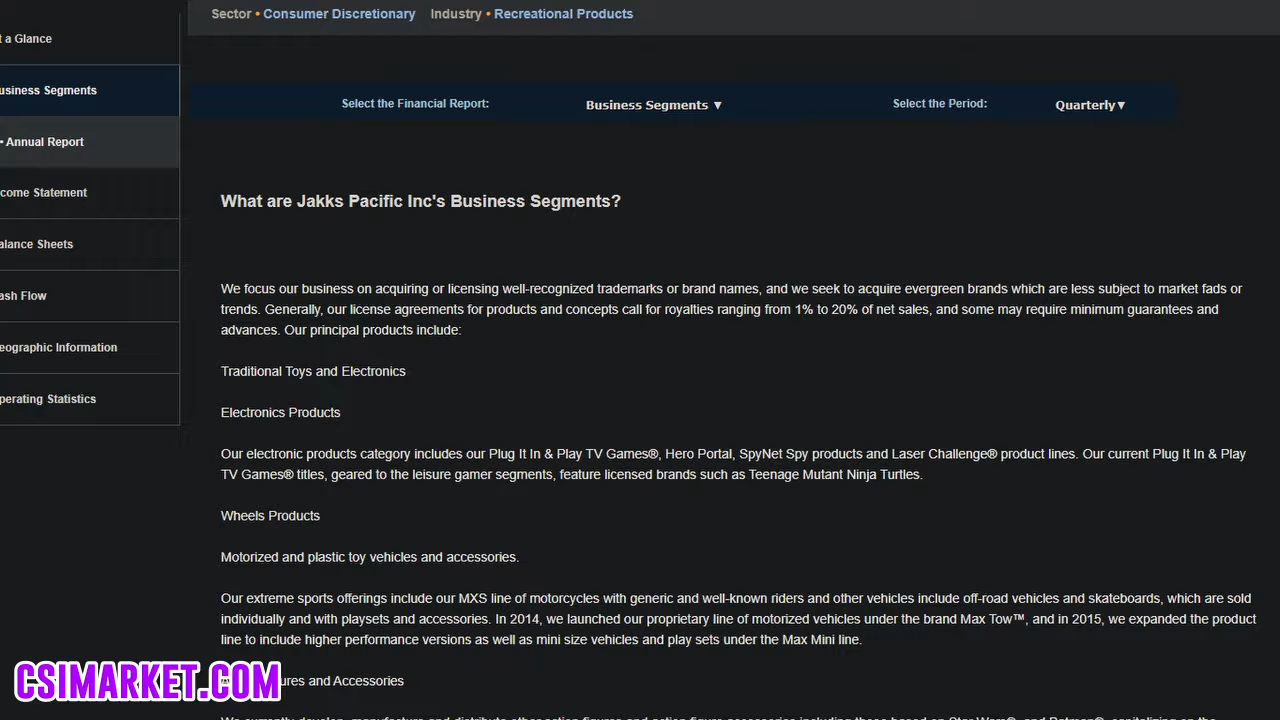 Sector • Consumer Discretionary Industry • Recreational Products
t a Glance
usiness Segments
• Annual Report
come Statement
alance Sheets
ash Flow
eographic Information
perating Statistics
Select the Financial Report: Business Segments ▼ Select the Period: Quarterly▼
What are Jakks Pacific Inc's Business Segments?
We focus our business on acquiring or licensing well-recognized trademarks or brand names, and we seek to acquire evergreen brands which are less subject to market fads or
trends. Generally, our license agreements for products and concepts call for royalties ranging from 1% to 20% of net sales, and some may require minimum guarantees and
advances. Our principal products include:
Traditional Toys and Electronics
Electronics Products
Our electronic products category includes our Plug It In & Play TV Games®, Hero Portal, SpyNet Spy products and Laser Challenge® product lines. Our current Plug It In & Play
TV Games® titles, geared to the leisure gamer segments, feature licensed brands such as Teenage Mutant Ninja Turtles.
Wheels Products
Motorized and plastic toy vehicles and accessories.
Our extreme sports offerings include our MXS line of motorcycles with generic and well-known riders and other vehicles include off-road vehicles and skateboards, which are sold
individually and with playsets and accessories. In 2014, we launched our proprietary line of motorized vehicles under the brand Max Tow™, and in 2015, we expanded the product
line to include higher performance versions as well as mini size vehicles and play sets under the Max Mini line.
ures and Accessories
CSIMARKET.COM